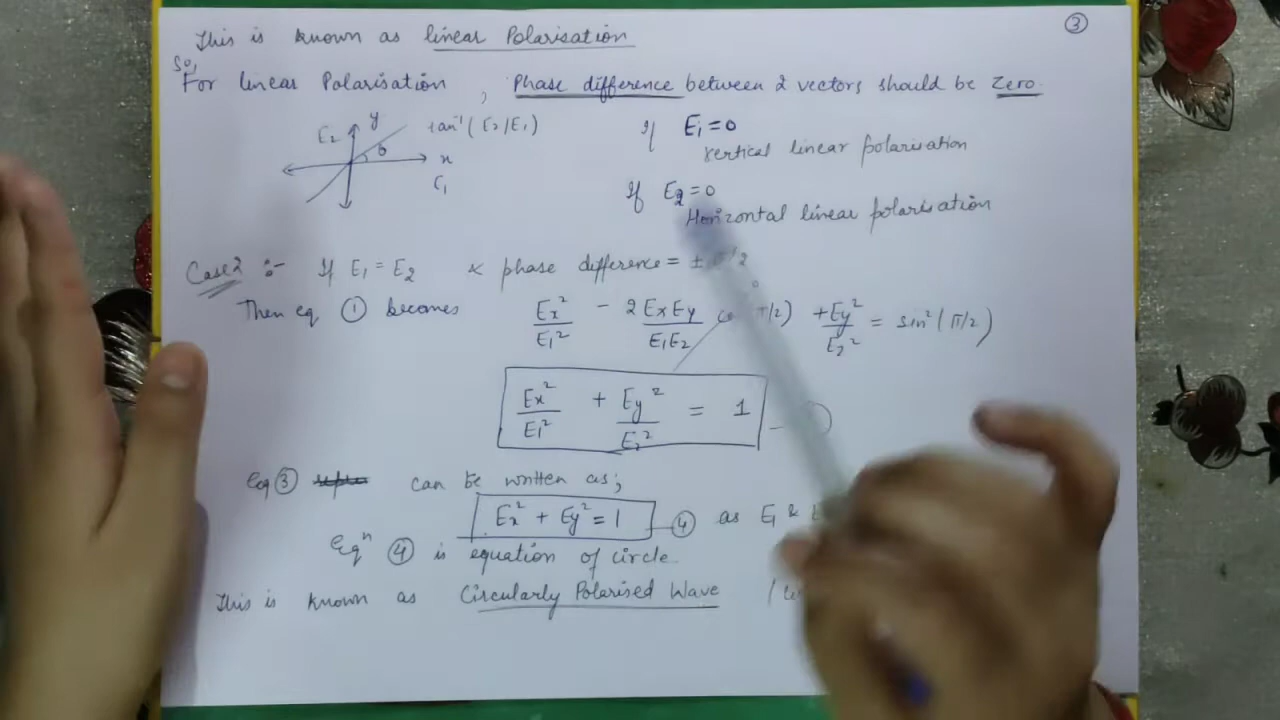 ③
This is known as linear Polarisation
So,
For linear Polarisation, Phase difference between 2 vectors should be Zero.
E₂ y tan⁻¹(E₂/E₁)
θ x
E₁
If E₁=0
vertical linear polarisation
If E₂=0
Horizontal linear polarisation
Case 2 :- If E₁ = E₂ & phase difference = ± π/2
Then eq ① becomes Ex²/E₁² - 2ExEy/E₁E₂ cos(π/2) + Ey²/E₂² = sin²(π/2)
Ex²/E₁² + Ey²/E₂² = 1
Eq ③ can be written as;
Ex² + Ey² = 1 — ④ as E₁ &
Eqⁿ ④ is equation of circle.
This is known as Circularly Polarised Wave